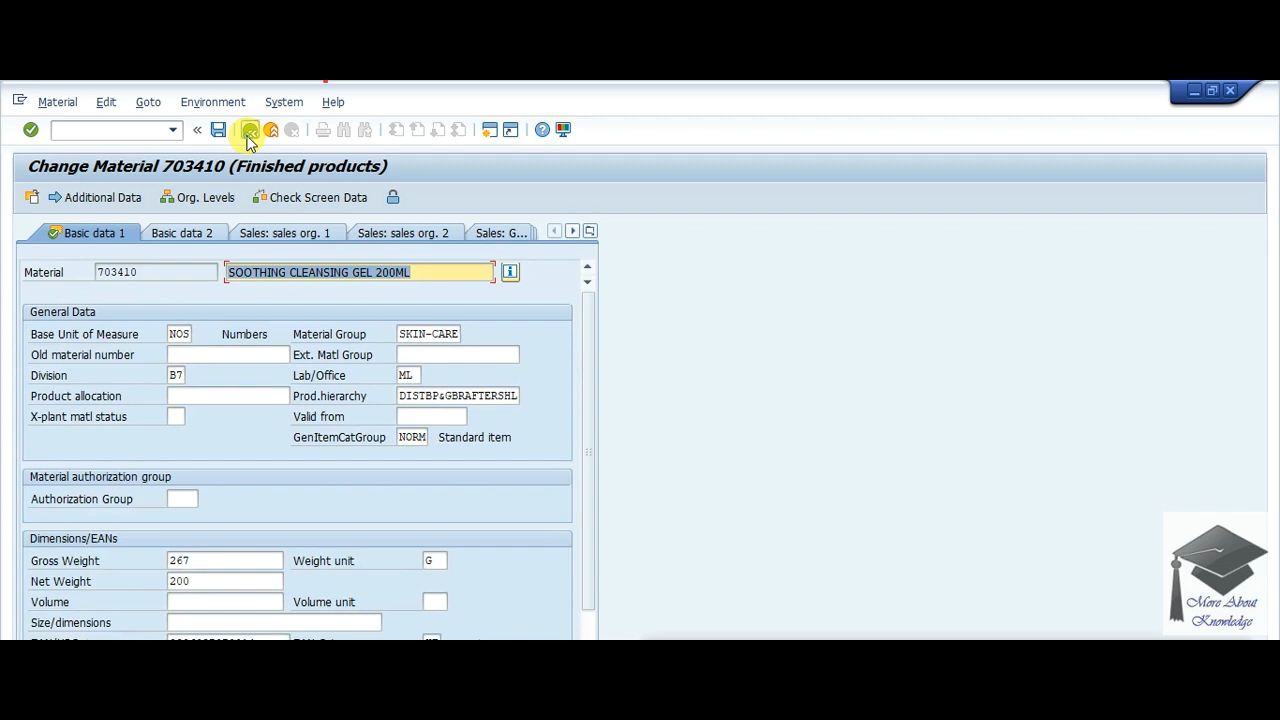 Material Edit Goto Environment System Help
Change Material 703410 (Finished products)
Additional Data Org. Levels Check Screen Data
Basic data 1 Basic data 2 Sales: sales org. 1 Sales: sales org. 2 Sales: G...
Material 703410 SOOTHING CLEANSING GEL 200ML
General Data
Base Unit of Measure NOS Numbers Material Group SKIN-CARE
Old material number Ext. Matl Group
Division B7 Lab/Office ML
Product allocation Prod.hierarchy DISTBP&GBRAFTERSHL
X-plant matl status Valid from
GenItemCatGroup NORM Standard item
Material authorization group
Authorization Group
Dimensions/EANs
Gross Weight 267 Weight unit G
Net Weight 200
Volume Volume unit
Size/dimensions
More About
Knowledge